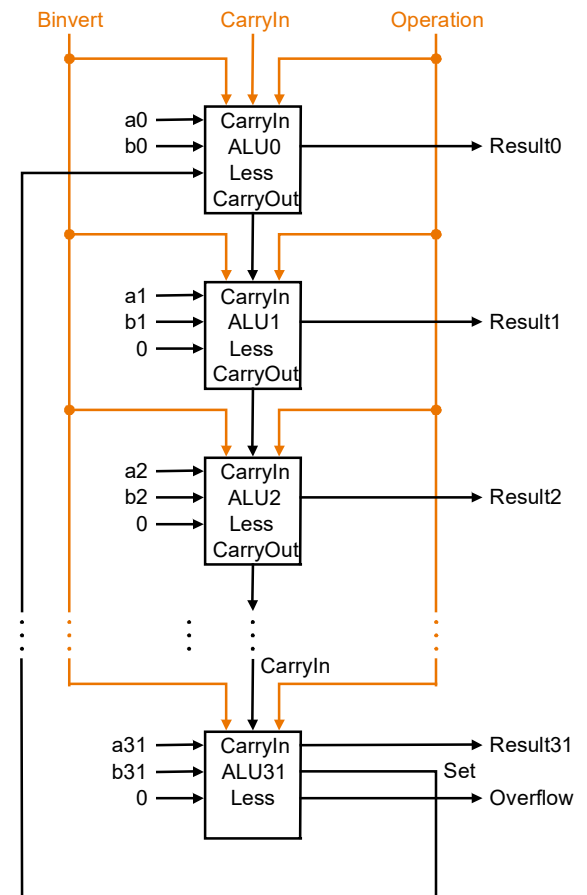 Binvert CarryIn Operation
a0 CarryIn
b0 ALU0 Result0
Less
CarryOut
a1 CarryIn
b1 ALU1 Result1
0 Less
CarryOut
a2 CarryIn
b2 ALU2 Result2
0 Less
CarryOut
CarryIn
a31 CarryIn Result31
b31 ALU31 Set
0 Less Overflow